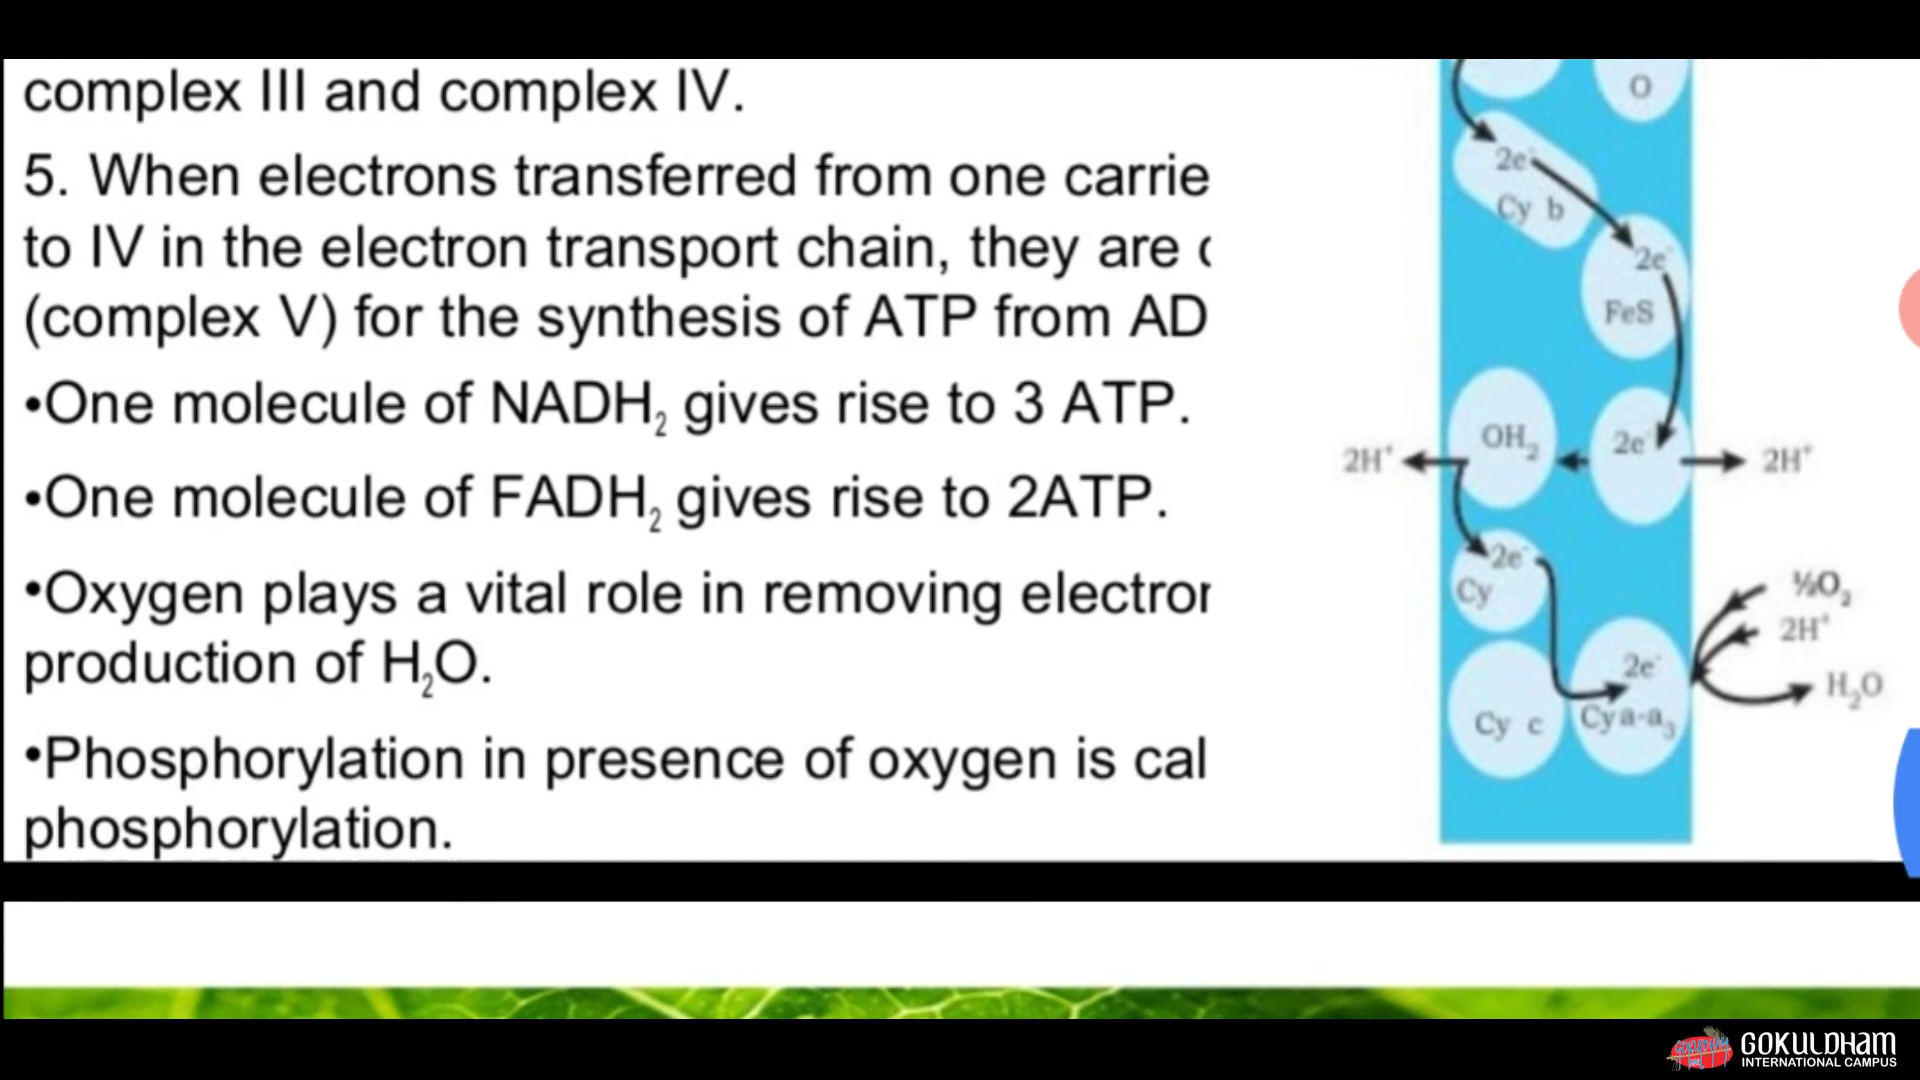 complex III and complex IV.
5. When electrons transferred from one carrie
to IV in the electron transport chain, they are
(complex V) for the synthesis of ATP from AD
•One molecule of NADH₂ gives rise to 3 ATP.
•One molecule of FADH₂ gives rise to 2ATP.
•Oxygen plays a vital role in removing electror
production of H₂O.
•Phosphorylation in presence of oxygen is cal
phosphorylation.
O
2e⁻
Cy b
2e⁻
FeS
2H⁺
OH₂
2e⁻
2H⁺
2e⁻
Cy
½O₂
2H⁺
2e⁻
H₂O
Cy c
Cy a-a₃
GOKULDHAM
INTERNATIONAL CAMPUS